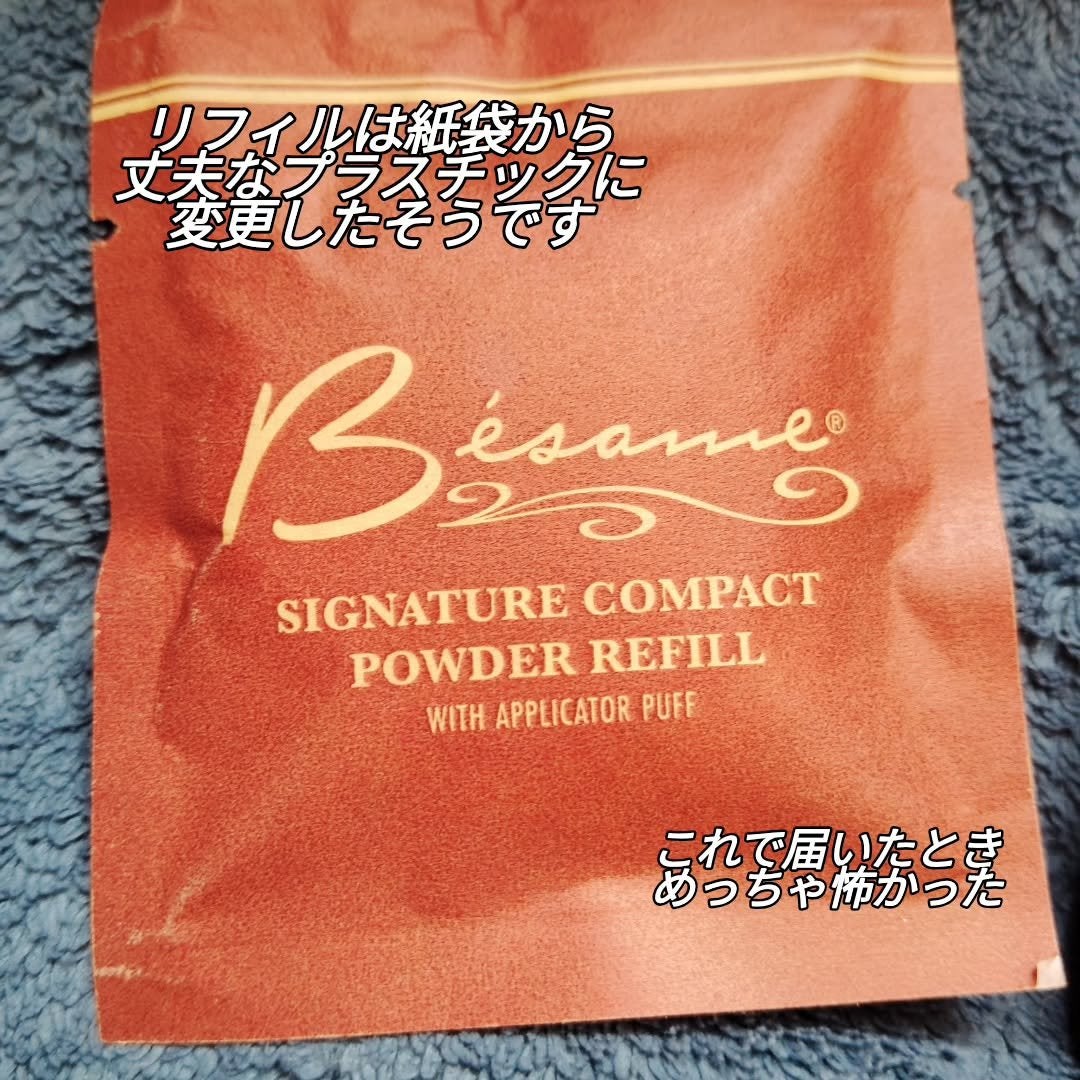 リフィルは紙袋から
丈夫なプラスチックに
変更したそうです
Bésame®
SIGNATURE COMPACT
POWDER REFILL
WITH APPLICATOR PUFF
これで届いたとき
めっちゃ怖かった